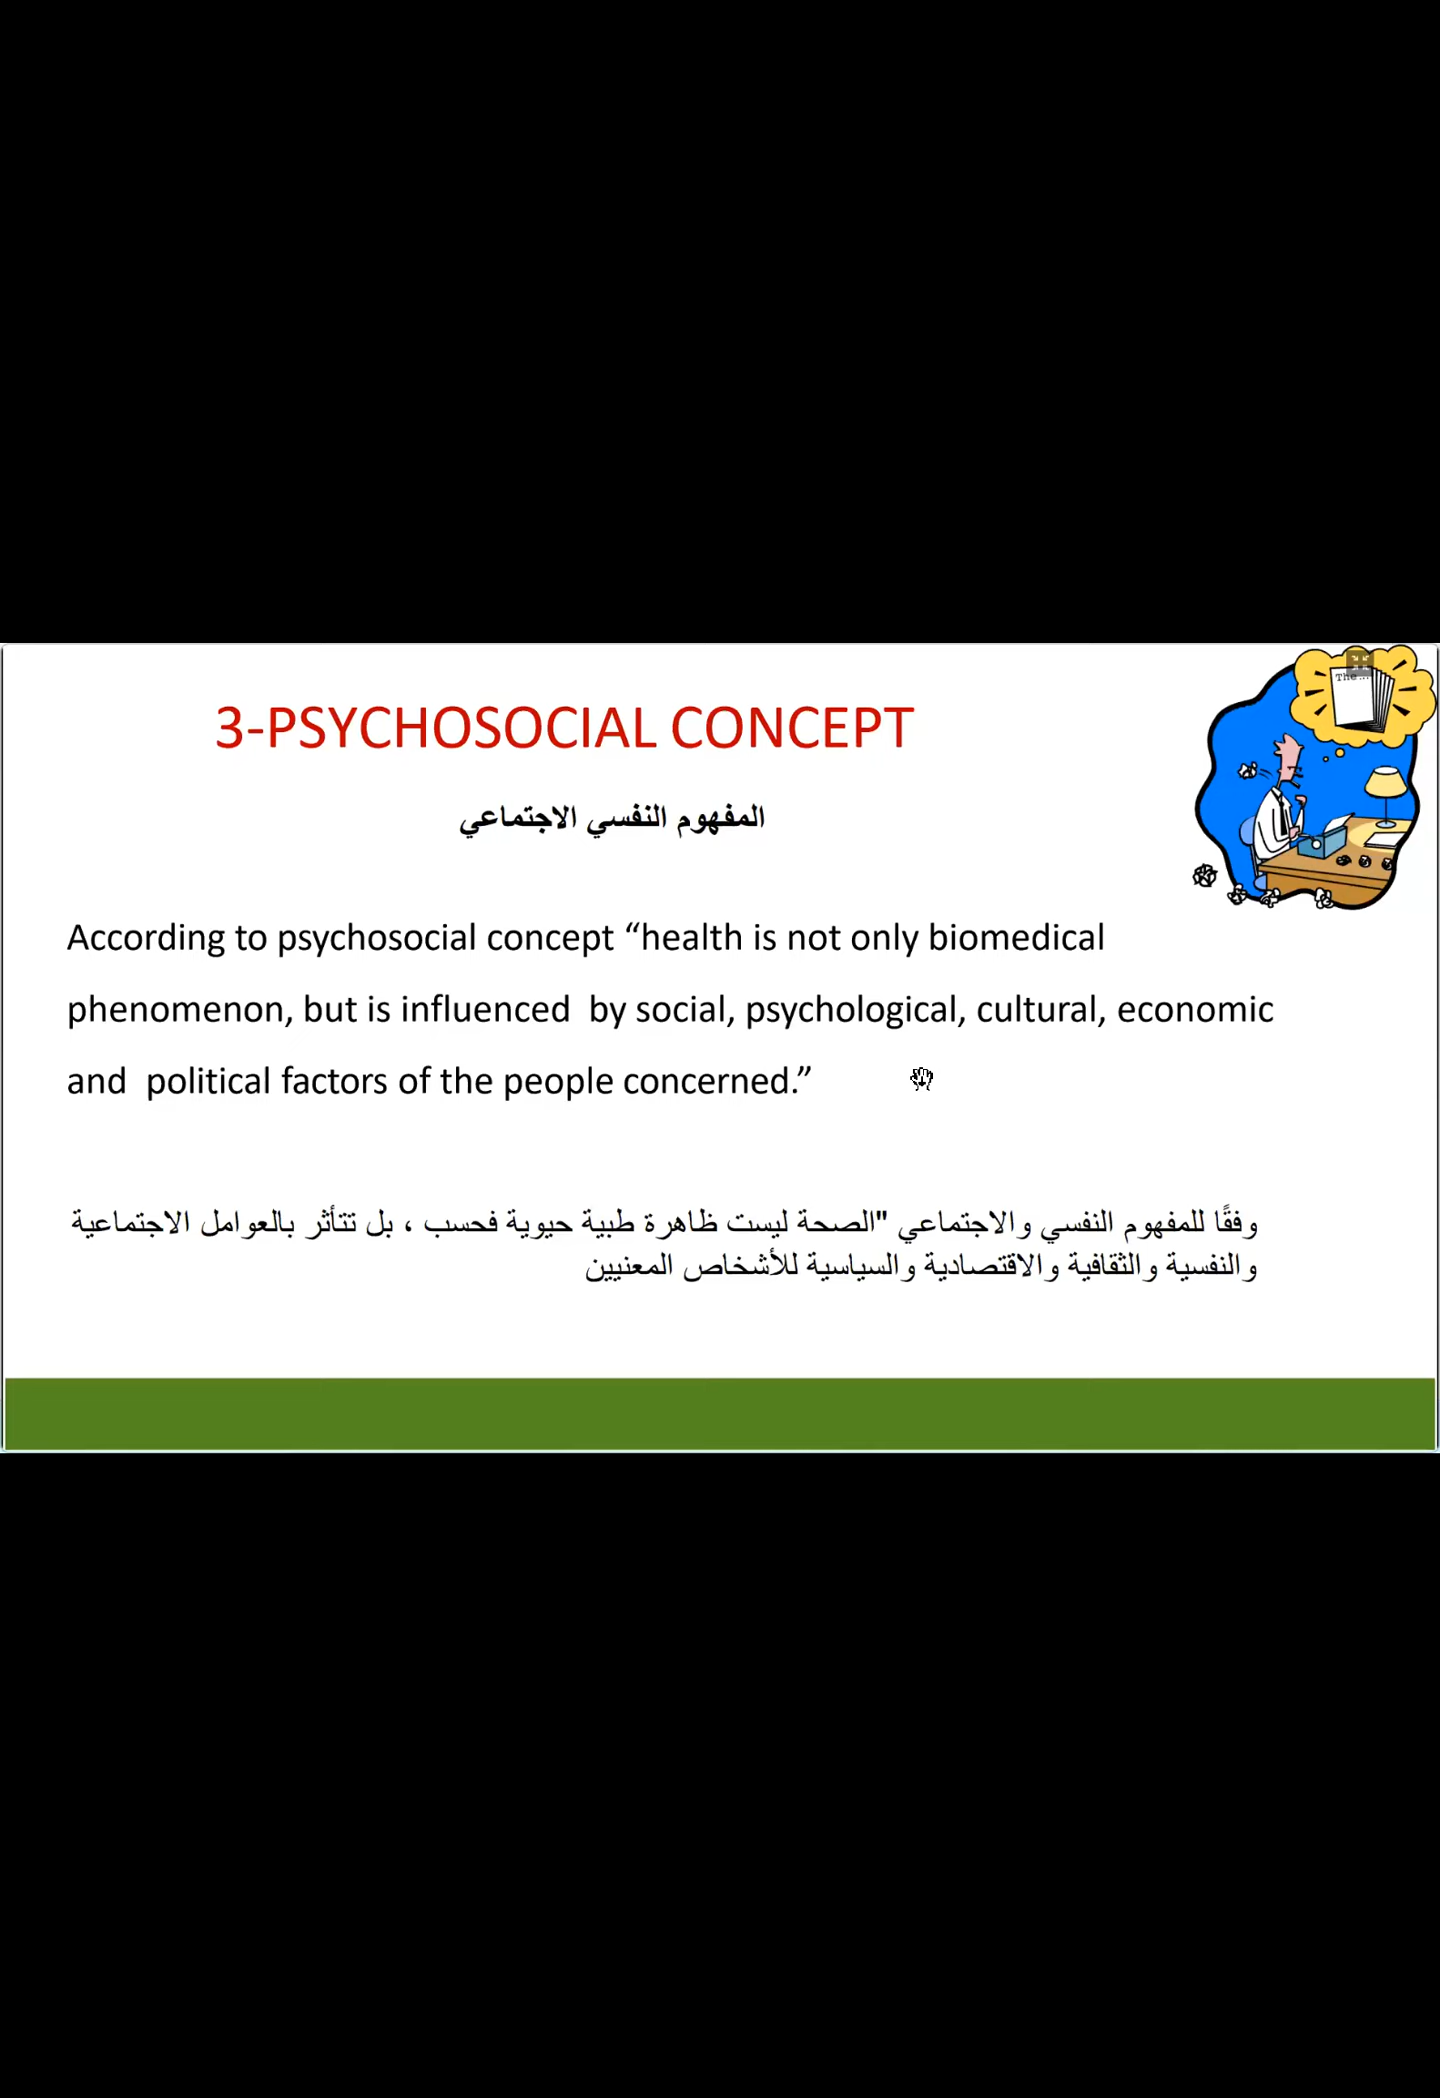 The ...
3-PSYCHOSOCIAL CONCEPT
المفهوم النفسي الاجتماعي
According to psychosocial concept “health is not only biomedical
phenomenon, but is influenced by social, psychological, cultural, economic
and political factors of the people concerned.”
وفقًا للمفهوم النفسي والاجتماعي "الصحة ليست ظاهرة طبية حيوية فحسب ، بل تتأثر بالعوامل الاجتماعية
والنفسية والثقافية والاقتصادية والسياسية للأشخاص المعنيين